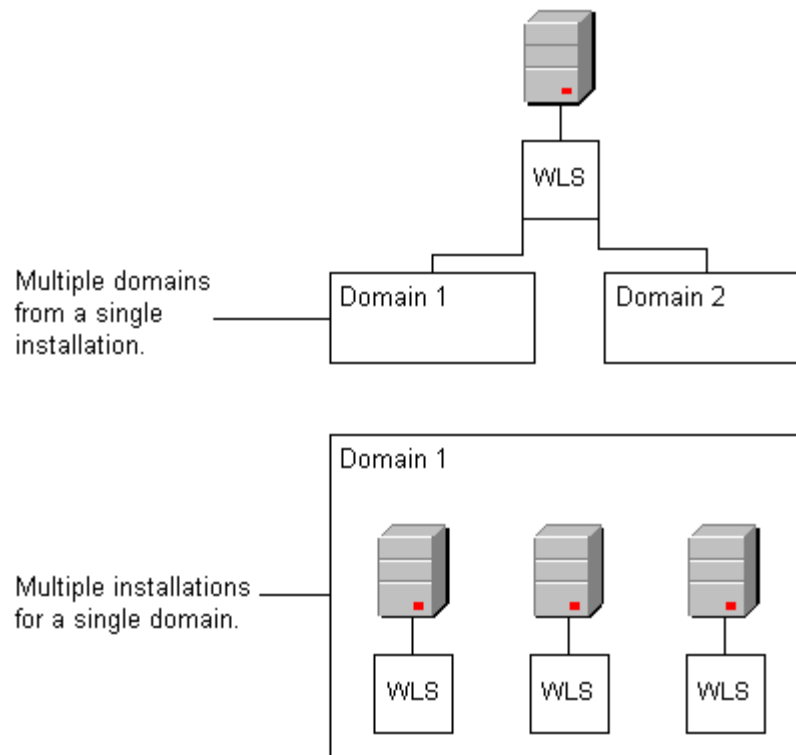 WLS
Multiple domains
from a single
installation.
Domain 1
Domain 2
Domain 1
Multiple installations
for a single domain.
WLS
WLS
WLS